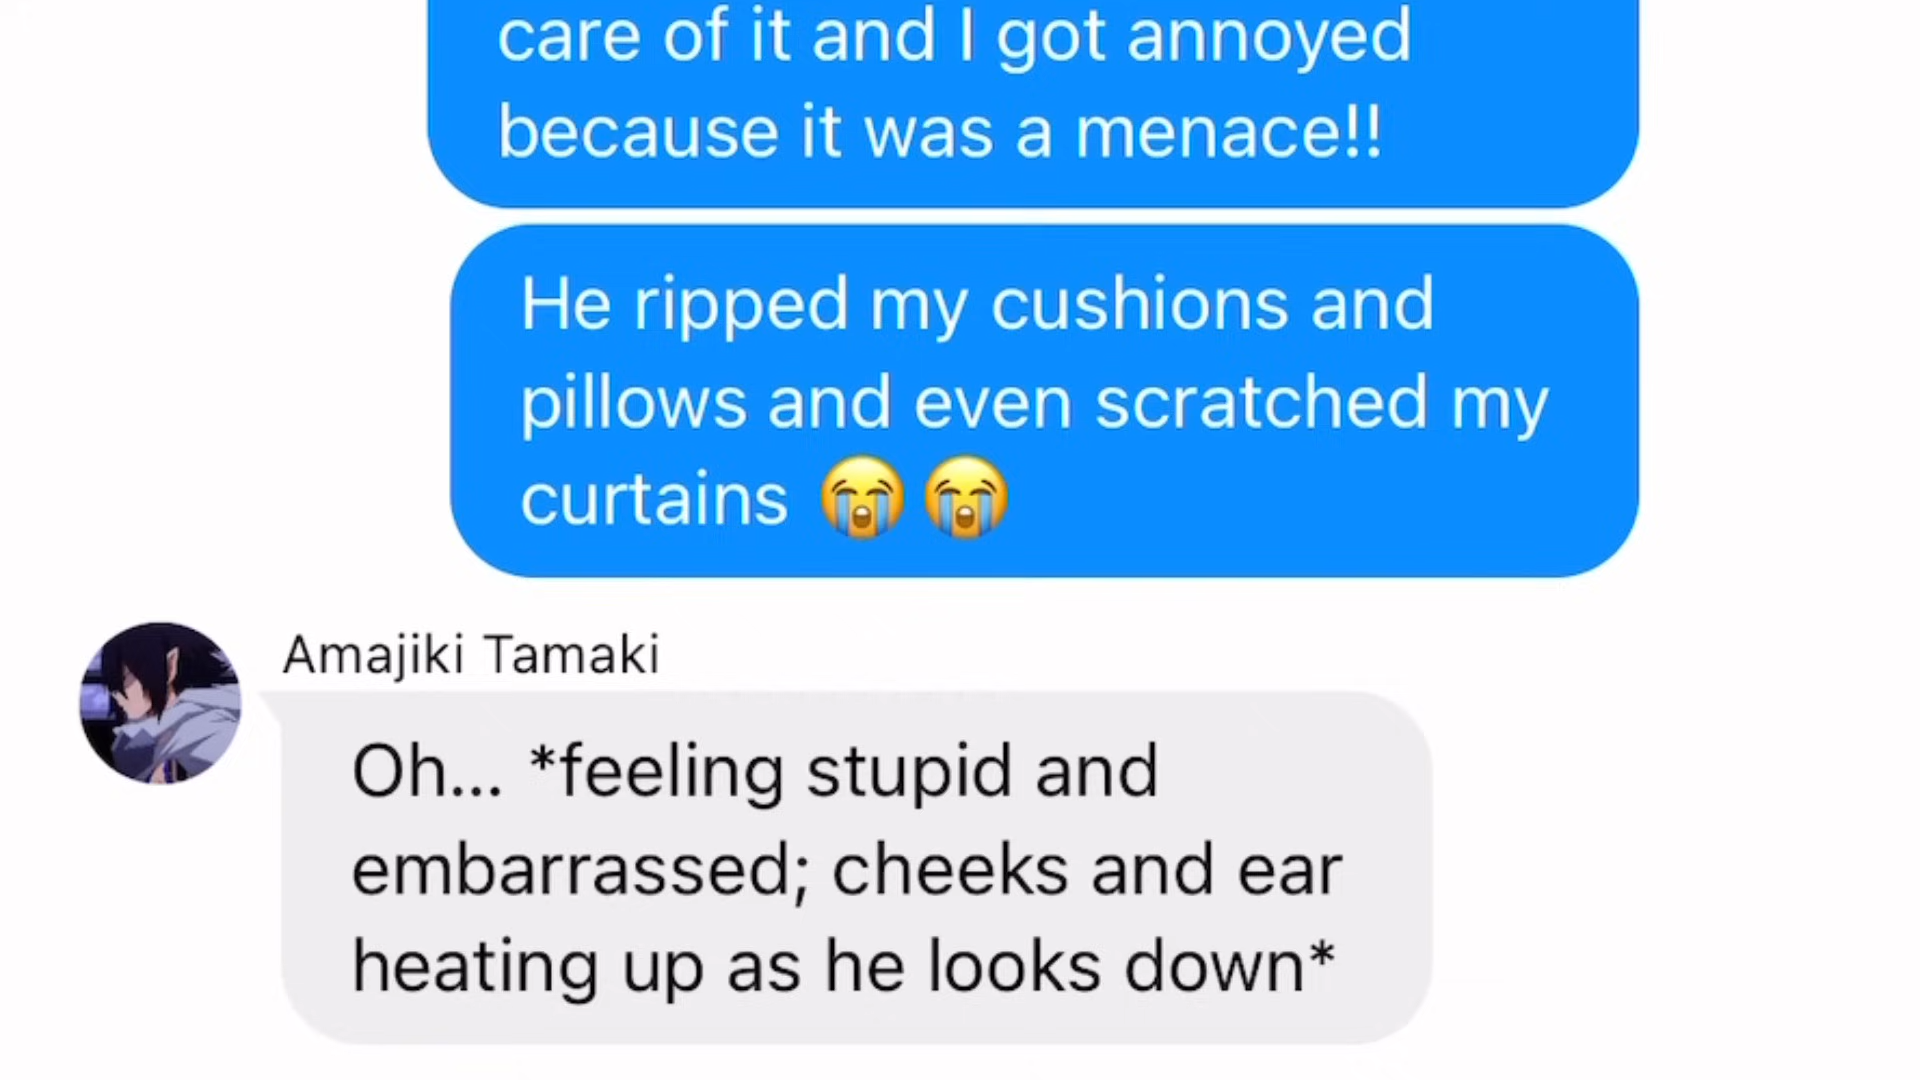 care of it and I got annoyed
because it was a menace!!
He ripped my cushions and
pillows and even scratched my
curtains 😭😭
Amajiki Tamaki
Oh... *feeling stupid and
embarrassed; cheeks and ear
heating up as he looks down*